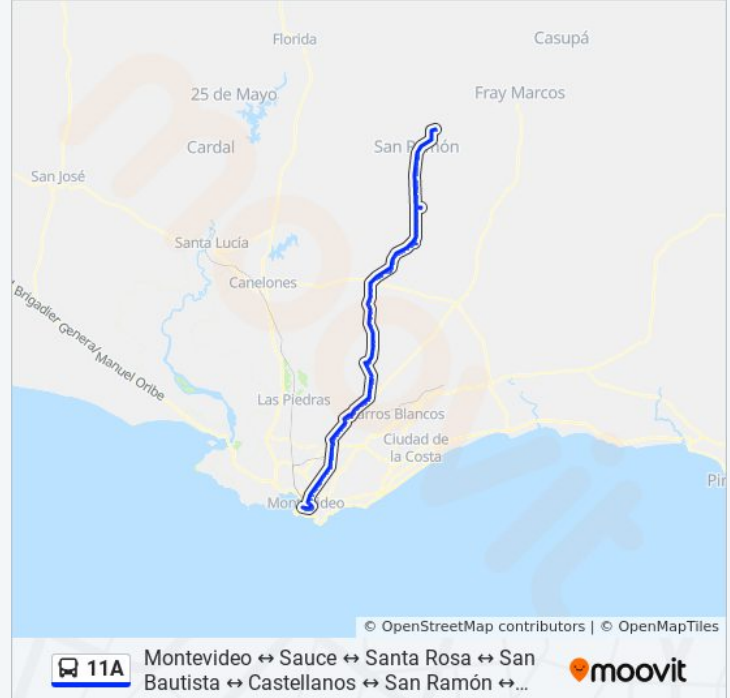 Florida
Casupá
25 de Mayo
Fray Marcos
Cardal
San Ramón
San José
Santa Lucía
Canelones
l Brigadier General Manuel Oribe
Las Piedras
Barros Blancos
Ciudad de
la Costa
Montevideo
© OpenStreetMap contributors | © OpenMapTiles
11A
Montevideo ↔ Sauce ↔ Santa Rosa ↔ San
Bautista ↔ Castellanos ↔ San Ramón ↔...
moovit